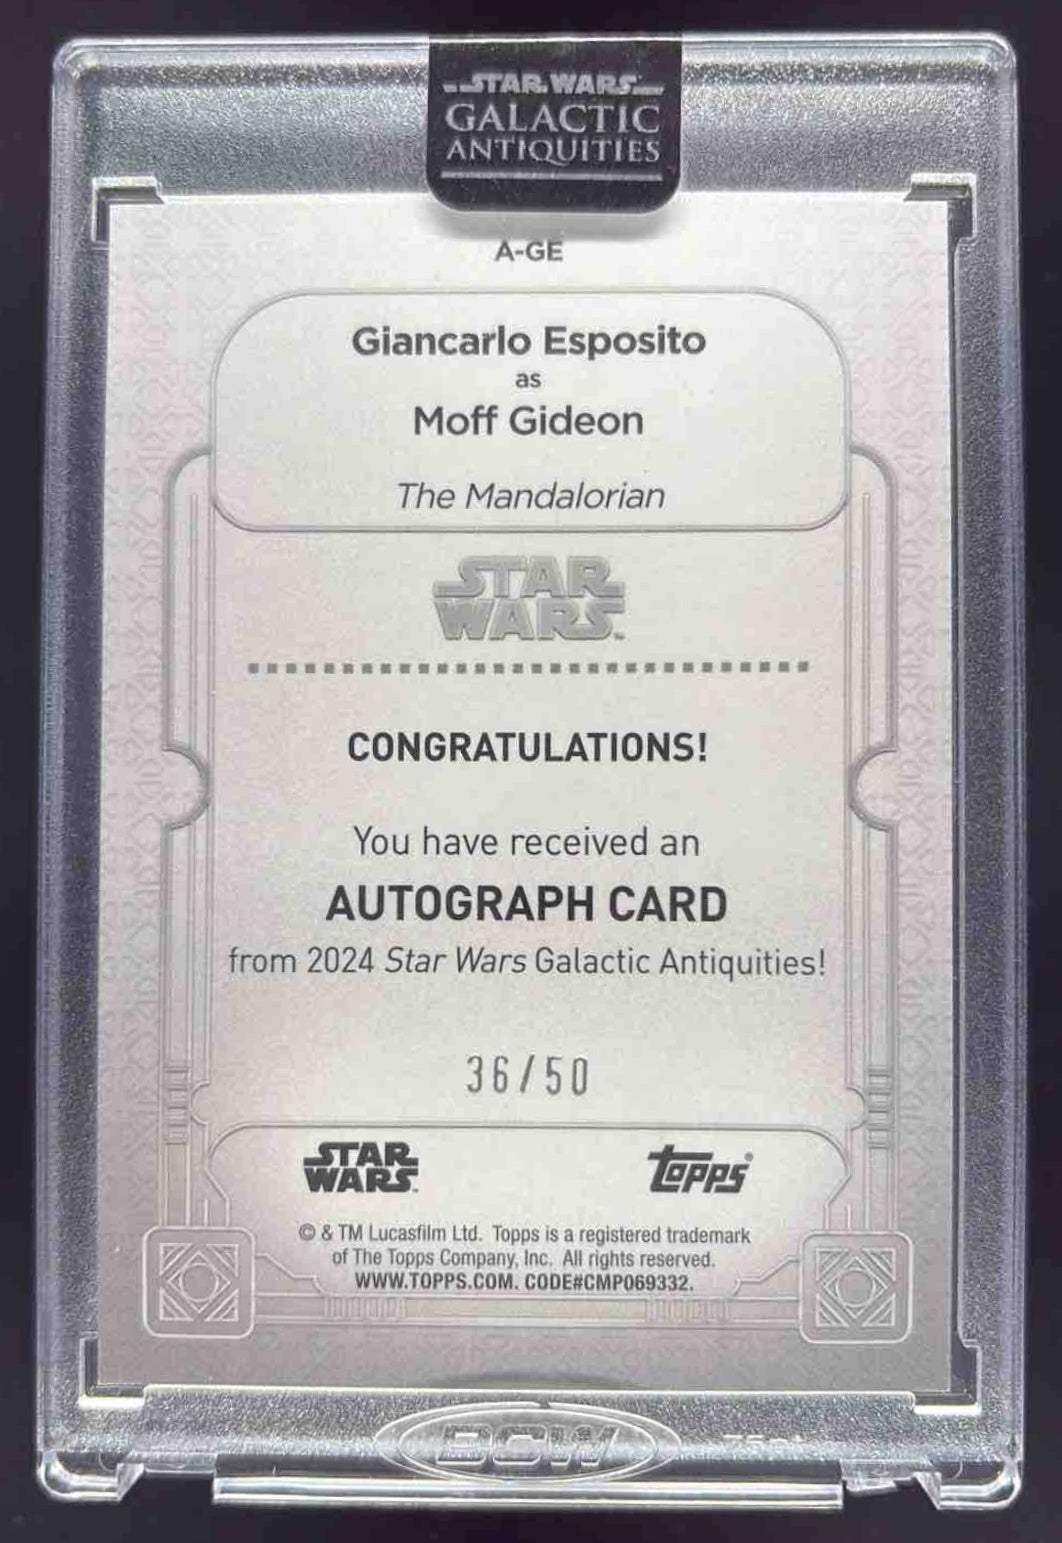 STAR WARS
GALACTIC
ANTIQUITIES
A-GE
Giancarlo Esposito
as
Moff Gideon
The Mandalorian
STAR
WARS
CONGRATULATIONS!
You have received an
AUTOGRAPH CARD
from 2024 Star Wars Galactic Antiquities!
36/50
STAR
WARS
Topps®
© & TM Lucasfilm Ltd. Topps is a registered trademark
of The Topps Company, Inc. All rights reserved.
WWW.TOPPS.COM. CODE#CMP069332.
BCW